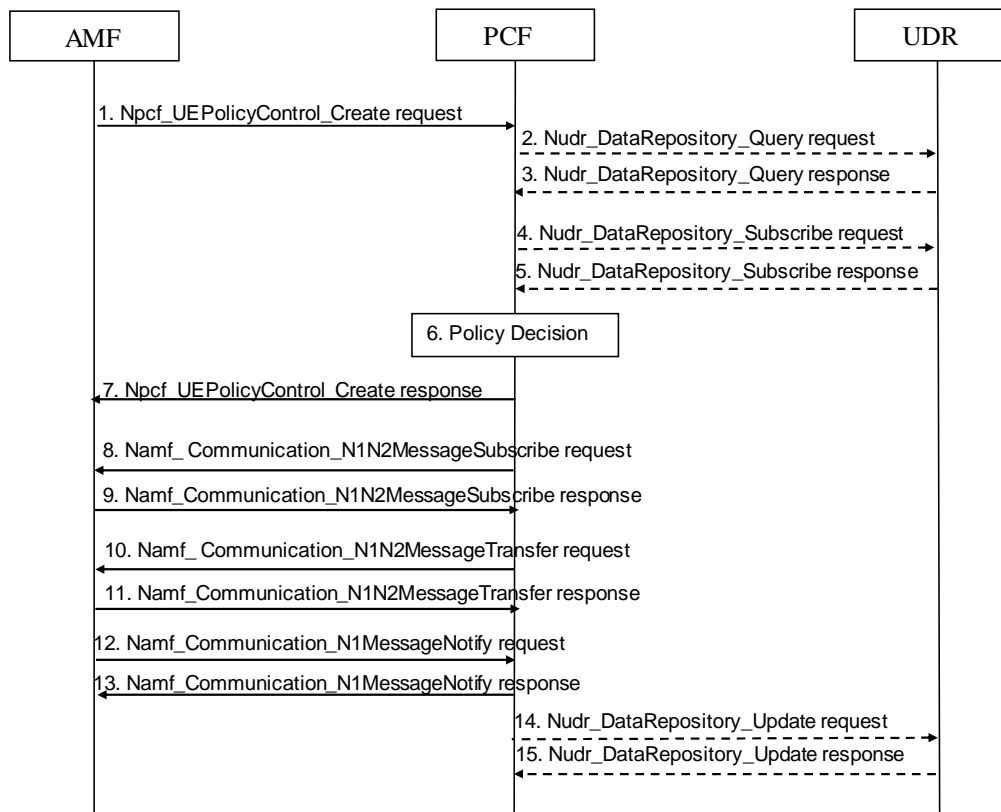 AMF
PCF
UDR
1. Npcf_UEPolicyControl_Create request
2. Nudr_DataRepository_Query request
3. Nudr_DataRepository_Query response
4. Nudr_DataRepository_Subscribe request
5. Nudr_DataRepository_Subscribe response
6. Policy Decision
7. Npcf_UEPolicyControl_Create response
8. Namf_ Communication_N1N2MessageSubscribe request
9. Namf_Communication_N1N2MessageSubscribe response
10. Namf_ Communication_N1N2MessageTransfer request
11. Namf_Communication_N1N2MessageTransfer response
12. Namf_Communication_N1MessageNotify request
13. Namf_Communication_N1MessageNotify response
14. Nudr_DataRepository_Update request
15. Nudr_DataRepository_Update response